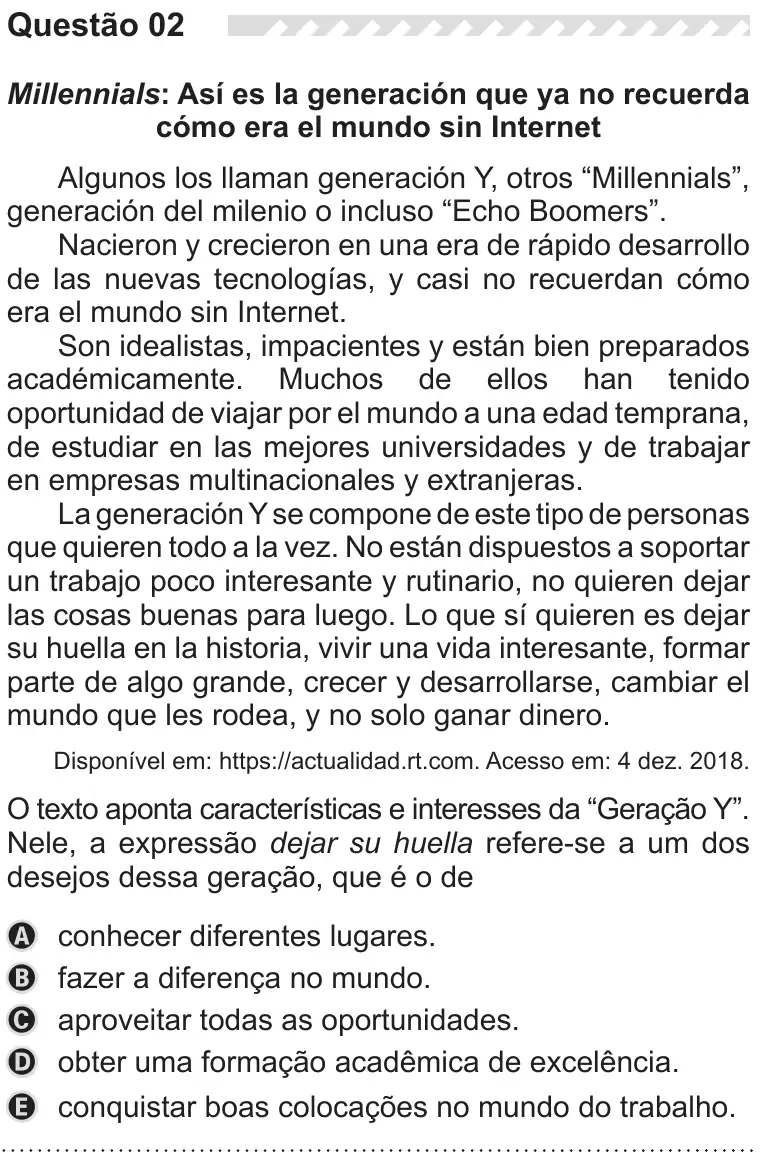 Questão 02
Millennials: Así es la generación que ya no recuerda
cómo era el mundo sin Internet
Algunos los llaman generación Y, otros “Millennials”,
generación del milenio o incluso “Echo Boomers”.
Nacieron y crecieron en una era de rápido desarrollo
de las nuevas tecnologías, y casi no recuerdan cómo
era el mundo sin Internet.
Son idealistas, impacientes y están bien preparados
académicamente. Muchos de ellos han tenido
oportunidad de viajar por el mundo a una edad temprana,
de estudiar en las mejores universidades y de trabajar
en empresas multinacionales y extranjeras.
La generación Y se compone de este tipo de personas
que quieren todo a la vez. No están dispuestos a soportar
un trabajo poco interesante y rutinario, no quieren dejar
las cosas buenas para luego. Lo que sí quieren es dejar
su huella en la historia, vivir una vida interesante, formar
parte de algo grande, crecer y desarrollarse, cambiar el
mundo que les rodea, y no solo ganar dinero.
Disponível em: https://actualidad.rt.com. Acesso em: 4 dez. 2018.
O texto aponta características e interesses da “Geração Y”.
Nele, a expressão dejar su huella refere-se a um dos
desejos dessa geração, que é o de
A conhecer diferentes lugares.
B fazer a diferença no mundo.
C aproveitar todas as oportunidades.
D obter uma formação acadêmica de excelência.
E conquistar boas colocações no mundo do trabalho.